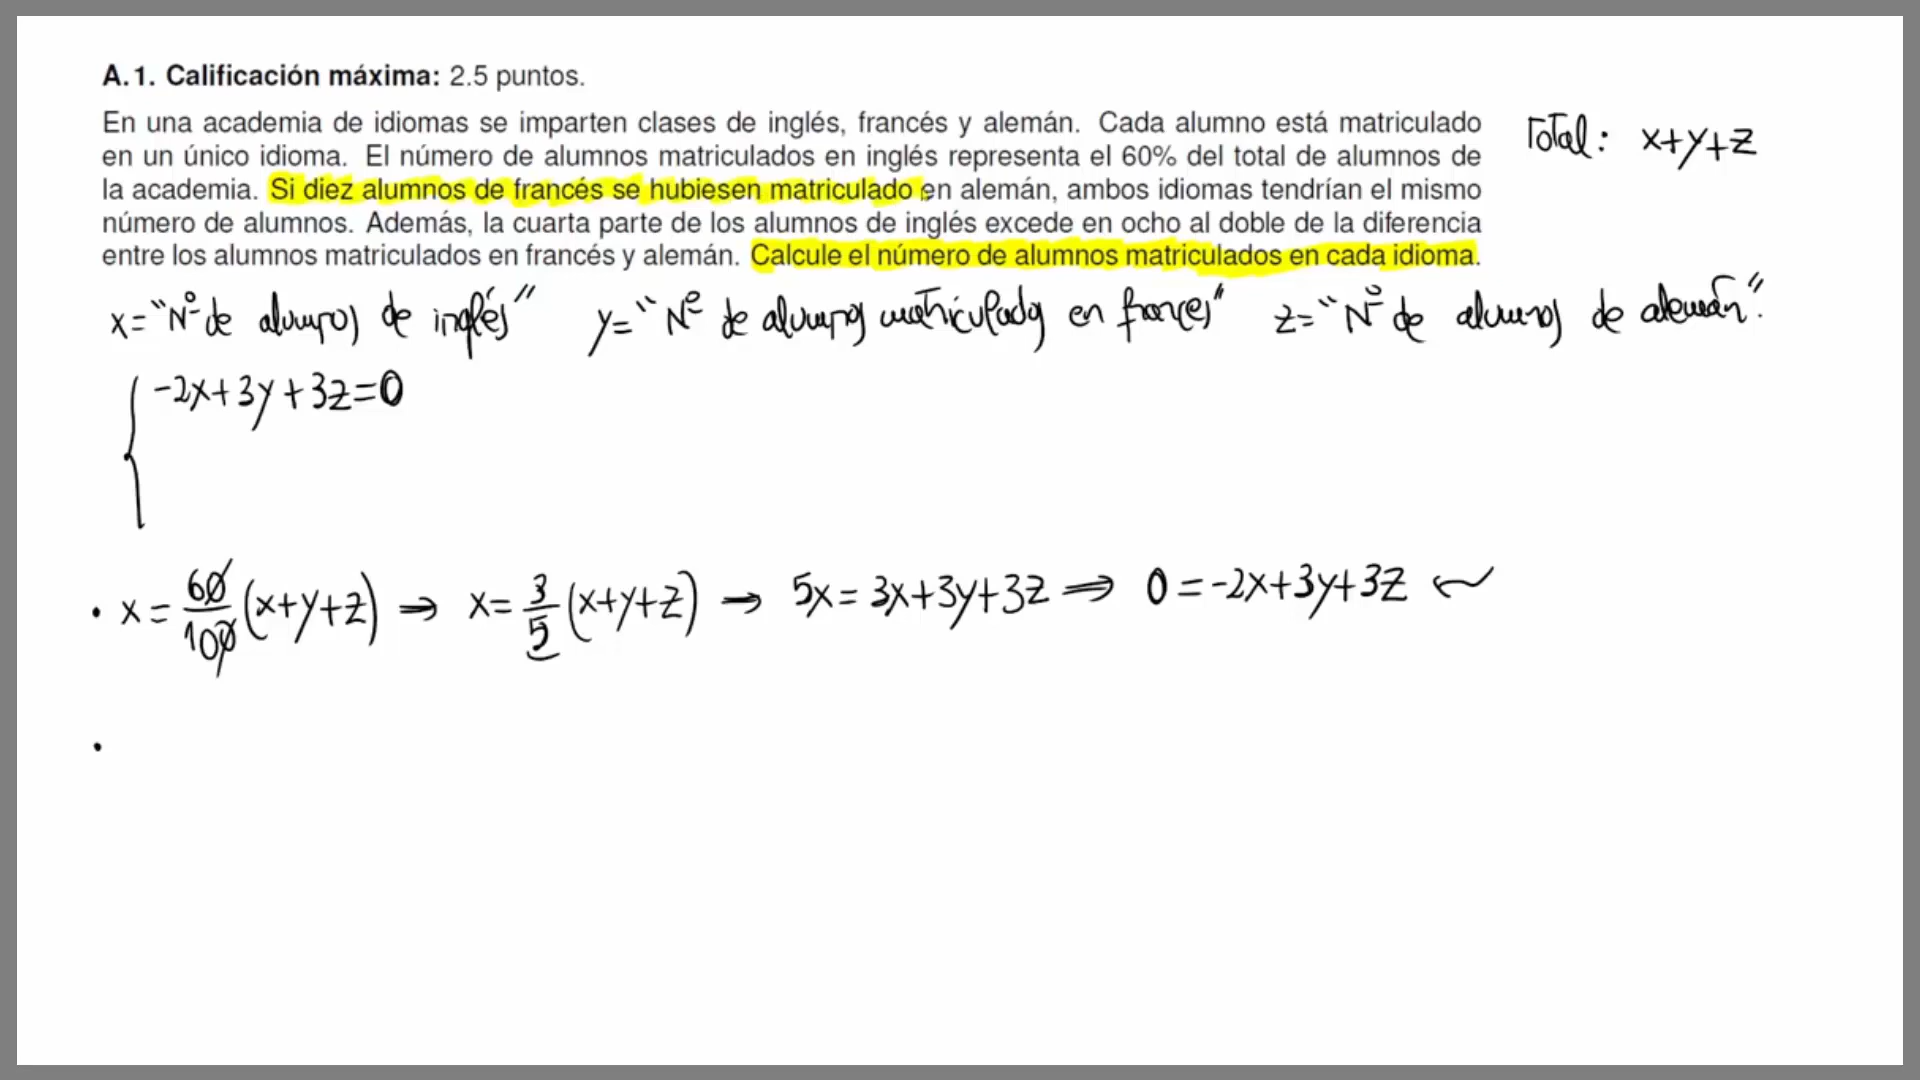 A.1. Calificación máxima: 2.5 puntos.
En una academia de idiomas se imparten clases de inglés, francés y alemán. Cada alumno está matriculado
en un único idioma. El número de alumnos matriculados en inglés representa el 60% del total de alumnos de
la academia. Si diez alumnos de francés se hubiesen matriculado en alemán, ambos idiomas tendrían el mismo
número de alumnos. Además, la cuarta parte de los alumnos de inglés excede en ocho al doble de la diferencia
entre los alumnos matriculados en francés y alemán. Calcule el número de alumnos matriculados en cada idioma.
Total: x+y+z
x="Nº de alumnos de inglés" y="Nº de alumnos matriculados en francés" z="Nº de alumnos de alemán".
{ -2x+3y+3z=0
• x = 60/100 (x+y+z) ⇒ x = 3/5 (x+y+z) ⇒ 5x = 3x+3y+3z ⇒ 0 = -2x+3y+3z
•